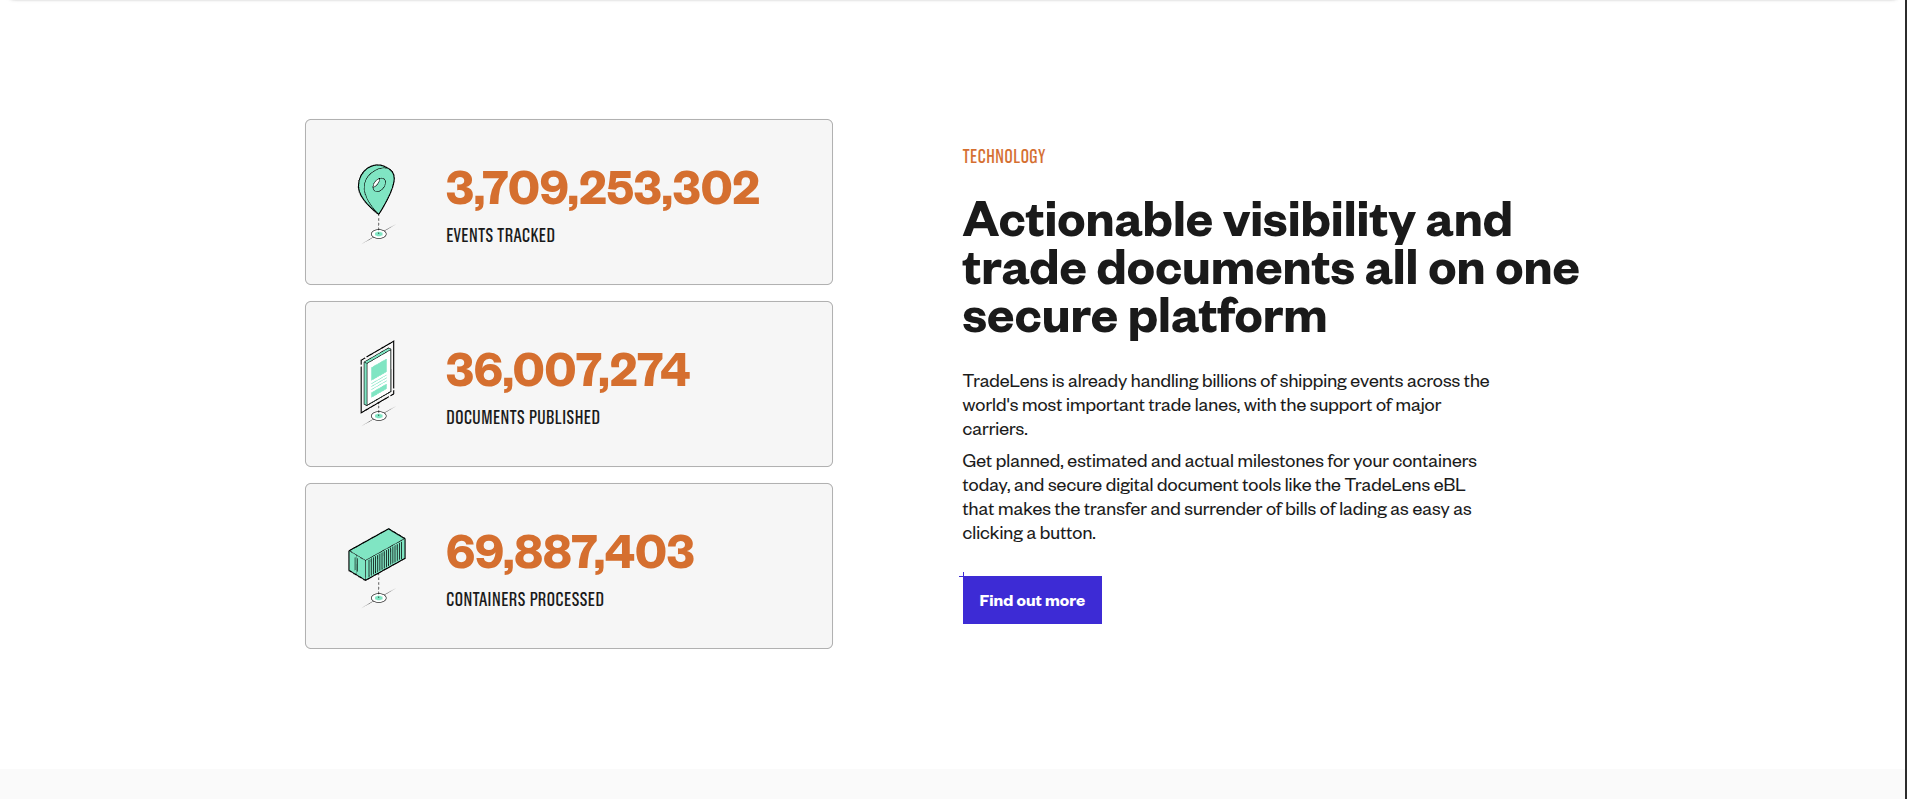 3,709,253,302
EVENTS TRACKED
36,007,274
DOCUMENTS PUBLISHED
69,887,403
CONTAINERS PROCESSED
TECHNOLOGY
Actionable visibility and
trade documents all on one
secure platform
TradeLens is already handling billions of shipping events across the
world's most important trade lanes, with the support of major
carriers.
Get planned, estimated and actual milestones for your containers
today, and secure digital document tools like the TradeLens eBL
that makes the transfer and surrender of bills of lading as easy as
clicking a button.
Find out more